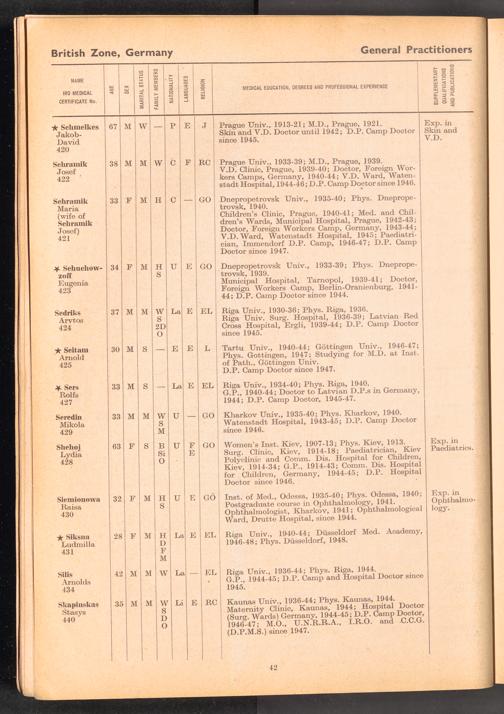 British Zone, Germany General Practitioners
NAME
IRO MEDICAL
CERTIFICATE No.
AGE
SEX
MARITAL STATUS
FAMILY MEMBERS
NATIONALITY
LANGUAGES
RELIGION
MEDICAL EDUCATION, DEGREES AND PROFESSIONAL EXPERIENCE
SUPPLEMENTARY
QUALIFICATIONS
AND PUBLICATIONS
★ Schmelkes 67 M W — P E J Prague Univ., 1913-21; M.D., Prague, 1921. Exp. in
Jakob- Skin and V.D. Doctor until 1942; D.P. Camp Doctor Skin and
David since 1945. V.D.
420
Schramik 38 M M W C F RC Prague Univ., 1933-39; M.D., Prague, 1939.
Josef V.D. Clinic, Prague, 1939-40; Doctor, Foreign Wor-
422 kers Camps, Germany, 1940-44; V.D. Ward, Waten-
stadt Hospital, 1944-46; D.P. Camp Doctor since 1946.
Schramik 33 F M H C — GO Dnepropetrovsk Univ., 1935-40; Phys. Dnepropе-
Maria trovsk, 1940.
(wife of Children's Clinic, Prague, 1940-41; Med. and Chil-
Schramik dren's Wards, Municipal Hospital, Prague, 1942-43;
Josef) Doctor, Foreign Workers Camp, Germany, 1943-44;
421 V.D. Ward, Watenstadt Hospital, 1945; Paediatri-
cian, Immendorf D.P. Camp, 1946-47; D.P. Camp
Doctor since 1947.
★ Schuchow- 34 F M H U E GO Dnepropetrovsk Univ., 1933-39; Phys. Dneprope-
zoff S trovsk, 1939.
Eugenia Municipal Hospital, Tarnopol, 1939-41; Doctor,
423 Foreign Workers Camp, Berlin-Oranienburg, 1941-
44; D.P. Camp Doctor since 1944.
Sedriks 37 M M W La E EL Riga Univ., 1930-36; Phys. Riga, 1936.
Arvtos S Riga Univ. Surg. Hospital, 1936-39; Latvian Red
424 2D Cross Hospital, Ergli, 1939-44; D.P. Camp Doctor
O since 1945.
★ Seitam 30 M S — E E L Tartu Univ., 1940-44; Göttingen Univ., 1946-47;
Arnold Phys. Gottingen, 1947; Studying for M.D. at Inst.
425 of Path., Göttingen Univ.
D.P. Camp Doctor since 1947.
★ Sers 33 M S — La E EL Riga Univ., 1934-40; Phys. Riga, 1940.
Rolfs G.P., 1940-44; Doctor to Latvian D.P.s in Germany,
427 1944; D.P. Camp Doctor, 1945-47.
Seredin 33 M M W U — GO Kharkov Univ., 1935-40; Phys. Kharkov, 1940.
Mikola S Watenstadt Hospital, 1943-45; D.P. Camp Doctor
429 M since 1946.
Shehoj 63 F S B U F GO Women's Inst. Kiev, 1907-13; Phys. Kiev, 1913. Exp. in
Lydia Si E Surg. Clinic, Kiev, 1914-18; Paediatrician, Kiev Paediatrics.
428 O Polyclinic and Comm. Dis. Hospital for Children,
Kiev, 1914-34; G.P., 1914-43; Comm. Dis. Hospital
for Children, Germany, 1944-45; D.P. Hospital
Doctor since 1946.
Siemionowa 32 F M H U E GO Inst. of Med., Odessa, 1935-40; Phys. Odessa, 1940; Exp. in
Raisa S Postgraduate course in Ophthalmology, 1941. Ophthalmo-
430 Ophthalmologist, Kharkov, 1941; Ophthalmological logy.
Ward, Drutte Hospital, since 1944.
★ Siksna 28 F M H La E EL Riga Univ., 1940-44; Düsseldorf Med. Academy,
Ludmilla D 1946-48; Phys. Düsseldorf, 1948.
431 F
M
Silis 42 M M W La — EL Riga Univ., 1936-44; Phys. Riga, 1944.
Arnolds G.P., 1944-45; D.P. Camp and Hospital Doctor since
434 1945.
Skapinskas 35 M M W Li E RC Kaunas Univ., 1936-44; Phys. Kaunas, 1944.
Stasys S Maternity Clinic, Kaunas, 1944; Hospital Doctor
440 D (Surg. Wards) Germany, 1944-45; D.P. Camp Doctor,
O 1946-47; M.O., U.N.R.R.A., I.R.O. and C.C.G.
(D.P.M.S.) since 1947.
42